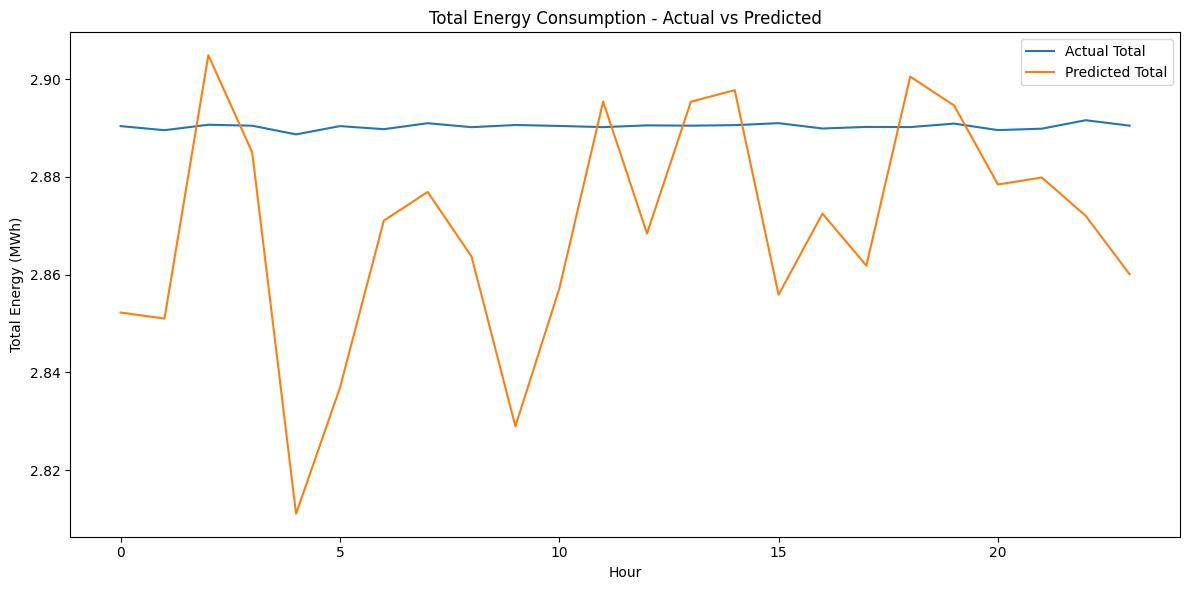 Total Energy Consumption - Actual vs Predicted
Actual Total
Predicted Total
2.90
2.88
2.86
2.84
2.82
Total Energy (MWh)
0
5
10
15
20
Hour